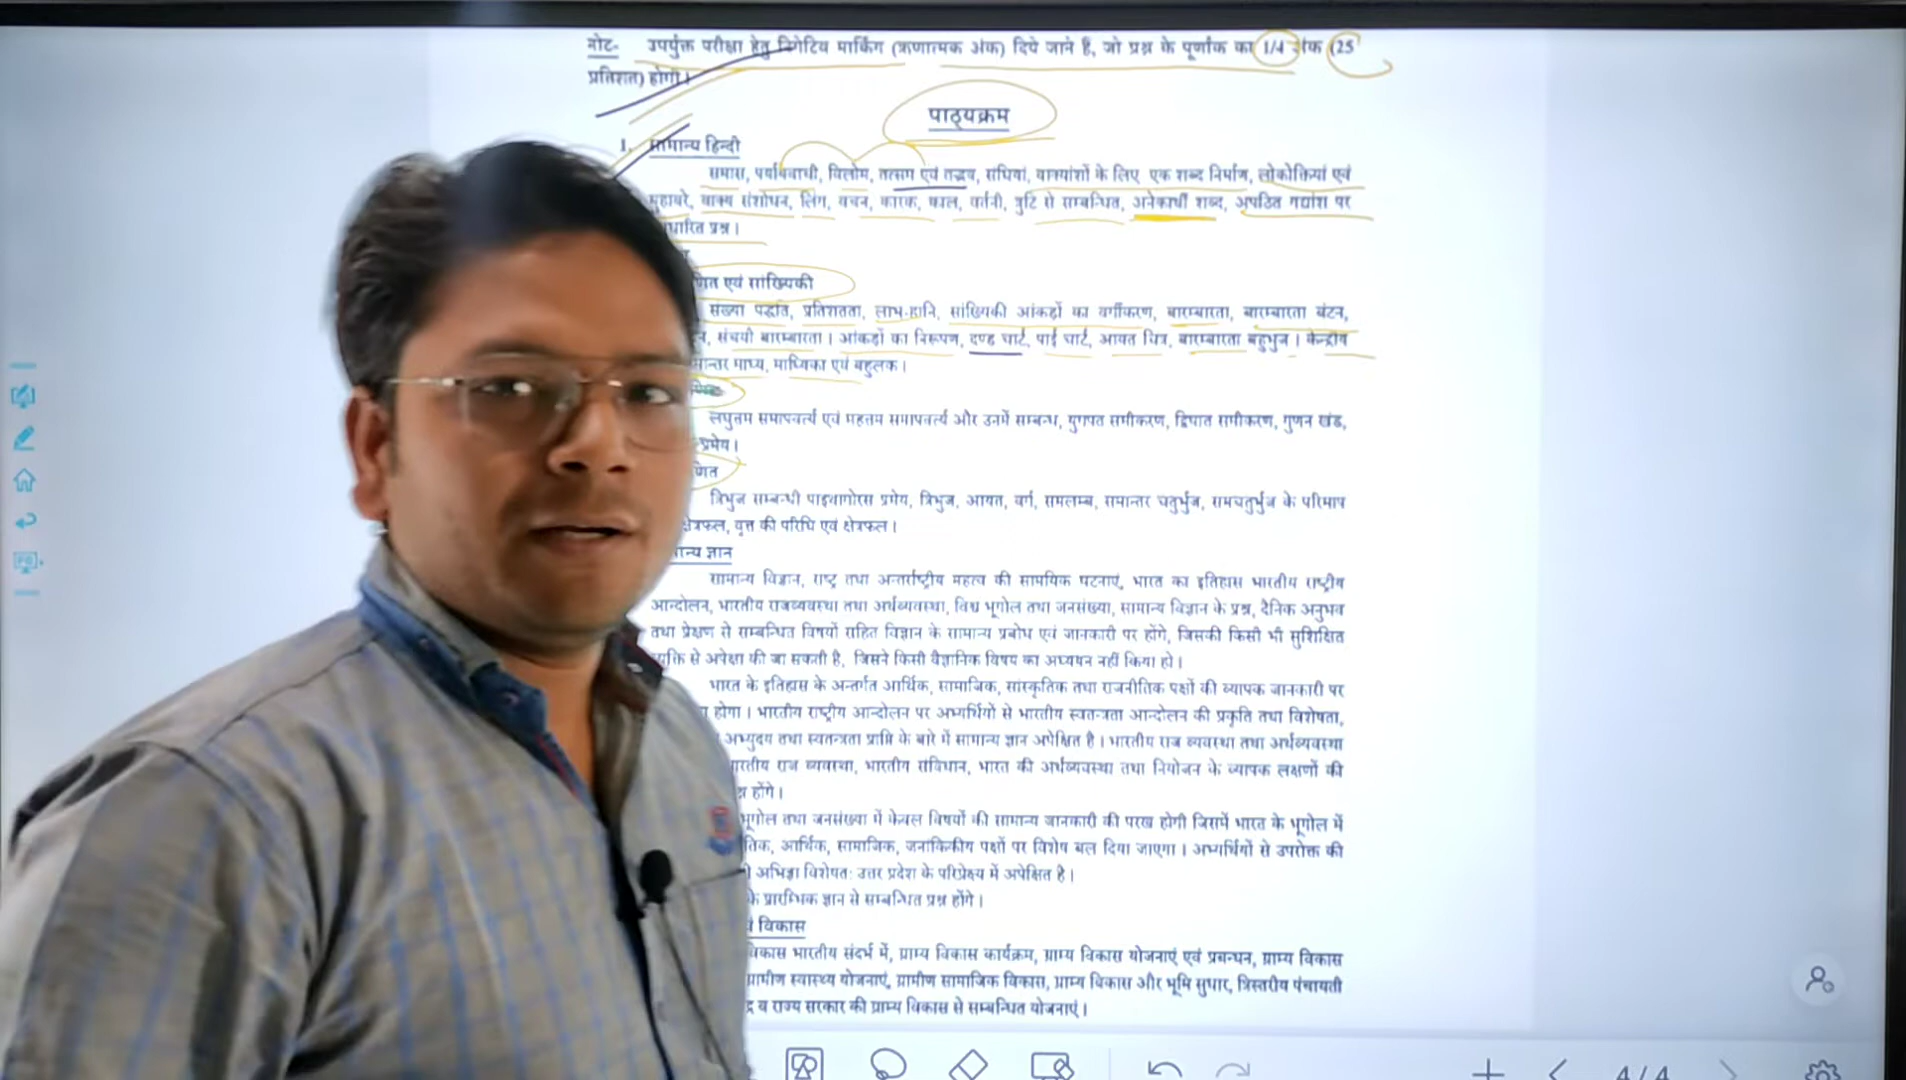 नोट- उपर्युक्त परीक्षा हेतु निगेटिव मार्किंग (ऋणात्मक अंक) दिये जाने है, जो प्रश्न के पूर्णांक का 1/4 अंक (25
प्रतिशत) होगी।
पाठ्यक्रम
1. सामान्य हिन्दी
समास, पर्यायवाची, विलोम, तत्सम एवं तद्भव, संधियां, वाक्यांशों के लिए एक शब्द निर्माण, लोकोक्तियां एवं
मुहावरे, वाक्य संशोधन, लिंग, वचन, कारक, काल, वर्तनी, त्रुटि से सम्बन्धित, अनेकार्थी शब्द, अपठित गद्यांश पर
धारित प्रश्न।
णित एवं सांख्यिकी
संख्या पद्धति, प्रतिशतता, लाभ-हानि, सांख्यिकी आंकड़ों का वर्गीकरण, बारम्बारता, बारम्बारता बंटन,
संचयी बारम्बारता। आंकड़ों का निरूपण, दण्ड चार्ट, पाई चार्ट, आयत चित्र, बारम्बारता बहुभुज। केन्द्रीय
मान्तर माध्य, माध्यिका एवं बहुलक।
लघुत्तम समापवर्त्य एवं महत्तम समापवर्त्य और उनमें सम्बन्ध, युगपत समीकरण, द्विघात समीकरण, गुणन खंड,
प्रमेय।
णित
त्रिभुज सम्बन्धी पाइथागोरस प्रमेय, त्रिभुज, आयत, वर्ग, समलम्ब, समान्तर चतुर्भुज, समचतुर्भुज के परिमाप
क्षेत्रफल, वृत्त की परिधि एवं क्षेत्रफल।
मान्य ज्ञान
सामान्य विज्ञान, राष्ट्र तथा अन्तर्राष्ट्रीय महत्व की सामयिक घटनाएं, भारत का इतिहास भारतीय राष्ट्रीय
आन्दोलन, भारतीय राजव्यवस्था तथा अर्थव्यवस्था, विश्व भूगोल तथा जनसंख्या, सामान्य विज्ञान के प्रश्न, दैनिक अनुभव
तथा प्रेक्षण से सम्बन्धित विषयों सहित विज्ञान के सामान्य प्रबोध एवं जानकारी पर होंगे, जिसकी किसी भी सुशिक्षित
व्यक्ति से अपेक्षा की जा सकती है, जिसने किसी वैज्ञानिक विषय का अध्ययन नहीं किया हो।
भारत के इतिहास के अन्तर्गत आर्थिक, सामाजिक, सांस्कृतिक तथा राजनीतिक पक्षों की व्यापक जानकारी पर
होगा। भारतीय राष्ट्रीय आन्दोलन पर अभ्यर्थियों से भारतीय स्वतन्त्रता आन्दोलन की प्रकृति तथा विशेषता,
अभ्युदय तथा स्वतन्त्रता प्राप्ति के बारे में सामान्य ज्ञान अपेक्षित है। भारतीय राज व्यवस्था तथा अर्थव्यवस्था
रतीय राज व्यवस्था, भारतीय संविधान, भारत की अर्थव्यवस्था तथा नियोजन के व्यापक लक्षणों की
होंगे।
भूगोल तथा जनसंख्या में केवल विषयों की सामान्य जानकारी की परख होगी जिसमें भारत के भूगोल में
तिक, आर्थिक, सामाजिक, जनांकिकीय पक्षों पर विशेष बल दिया जाएगा। अभ्यर्थियों से उपरोक्त की
अभिज्ञा विशेषत: उत्तर प्रदेश के परिप्रेक्ष्य में अपेक्षित है।
के प्रारम्भिक ज्ञान से सम्बन्धित प्रश्न होंगे।
विकास
विकास भारतीय संदर्भ में, ग्राम्य विकास कार्यक्रम, ग्राम्य विकास योजनाएं एवं प्रबन्धन, ग्राम्य विकास
ग्रामीण स्वास्थ्य योजनाएं, ग्रामीण सामाजिक विकास, ग्राम्य विकास और भूमि सुधार, त्रिस्तरीय पंचायती
व राज्य सरकार की ग्राम्य विकास से सम्बन्धित योजनाएं।
4/4